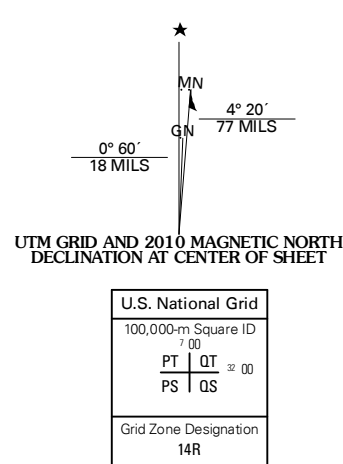 MN
4° 20´
77 MILS
GN
0° 60´
18 MILS
UTM GRID AND 2010 MAGNETIC NORTH
DECLINATION AT CENTER OF SHEET
U.S. National Grid
100,000-m Square ID
7 00
PT QT 32 00
PS QS
Grid Zone Designation
14R